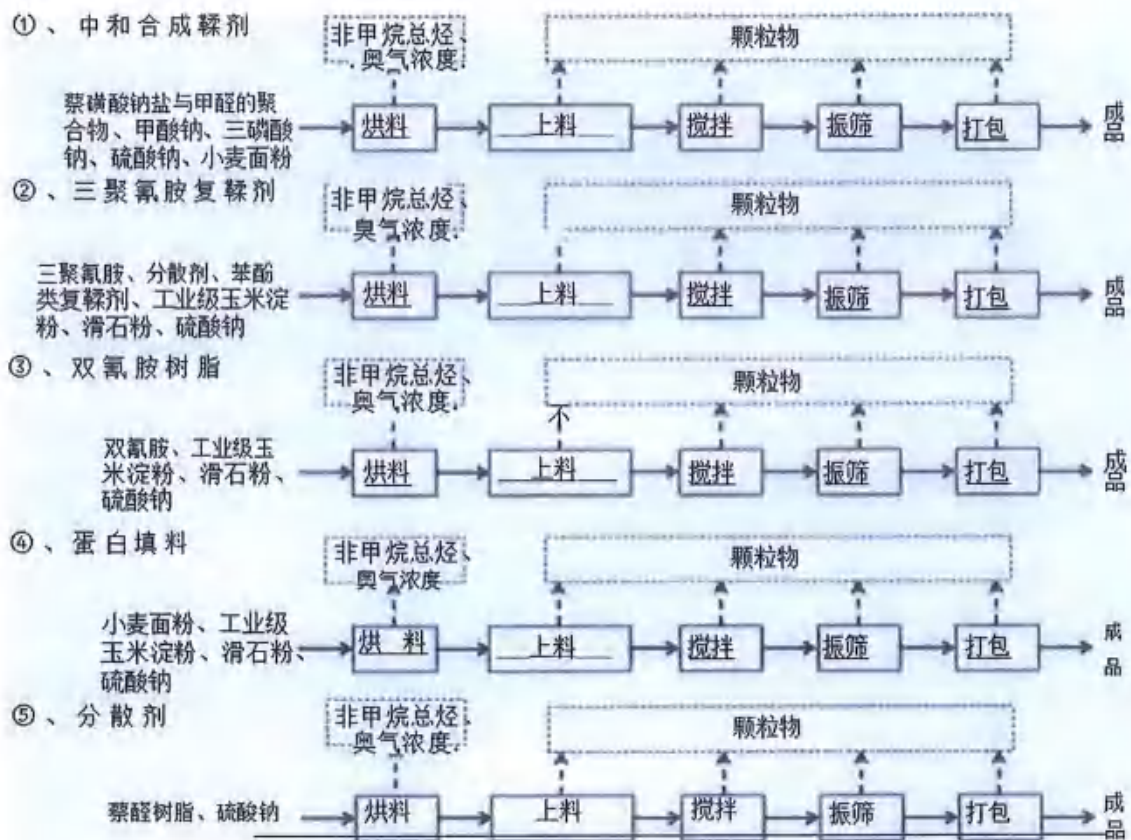 ①、中和合成鞣剂
非甲烷总烃、
臭气浓度
颗粒物
萘磺酸钠盐与甲醛的聚
合物、甲酸钠、三磷酸
钠、硫酸钠、小麦面粉
烘料
上料
搅拌
振筛
打包
成品
②、三聚氰胺复鞣剂
非甲烷总烃、
臭气浓度.
颗粒物
三聚氰胺、分散剂、苯酚
类复鞣剂、工业级玉米淀
粉、滑石粉、硫酸钠
烘料
上料
搅拌
振筛
打包
成品
③、双氰胺树脂
非甲烷总烃、
臭气浓度.
颗粒物
不
双氰胺、工业级玉
米淀粉、滑石粉、
硫酸钠
烘料
上料
搅拌
振筛
打包
成品
④、蛋白填料
非甲烷总烃、
臭气浓度
颗粒物
小麦面粉、工业级
玉米淀粉、滑石粉、
硫酸钠
烘 料
上料
搅拌
振筛
打包
成品
⑤、分散剂
非甲烷总烃、
臭气浓度.
颗粒物
萘醛树脂、硫酸钠
烘料
上料
搅拌
振筛
打包
成品